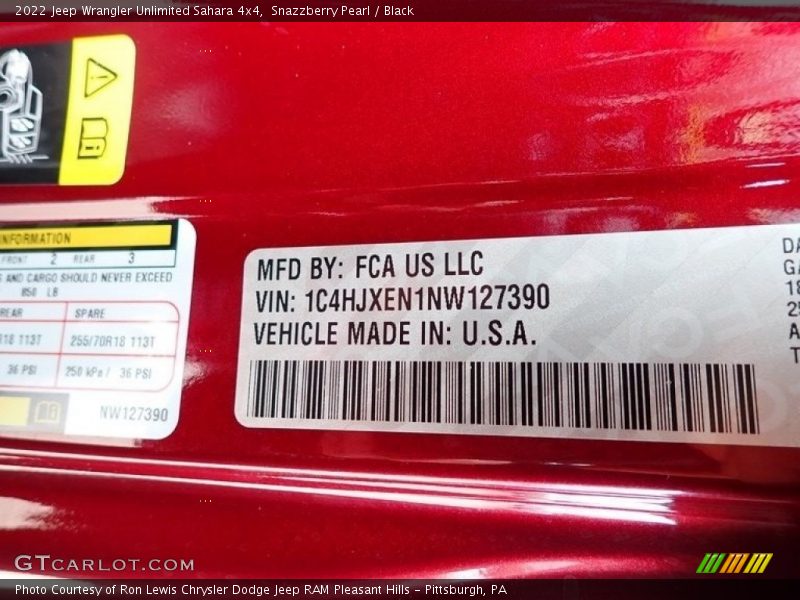 2022 Jeep Wrangler Unlimited Sahara 4x4, Snazzberry Pearl / Black
INFORMATION
FRONT 2 REAR 3
AND CARGO SHOULD NEVER EXCEED
850 LB
REAR SPARE
R18 113T 255/70R18 113T
36 PSI 250 kPa / 36 PSI
NW127390
MFD BY: FCA US LLC
VIN: 1C4HJXEN1NW127390
VEHICLE MADE IN: U.S.A.
GTCARLOT.COM
Photo Courtesy of Ron Lewis Chrysler Dodge Jeep RAM Pleasant Hills - Pittsburgh, PA